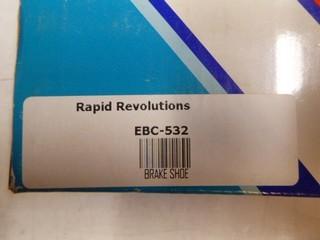 Rapid Revolutions
EBC-532
BRAKE SHOE